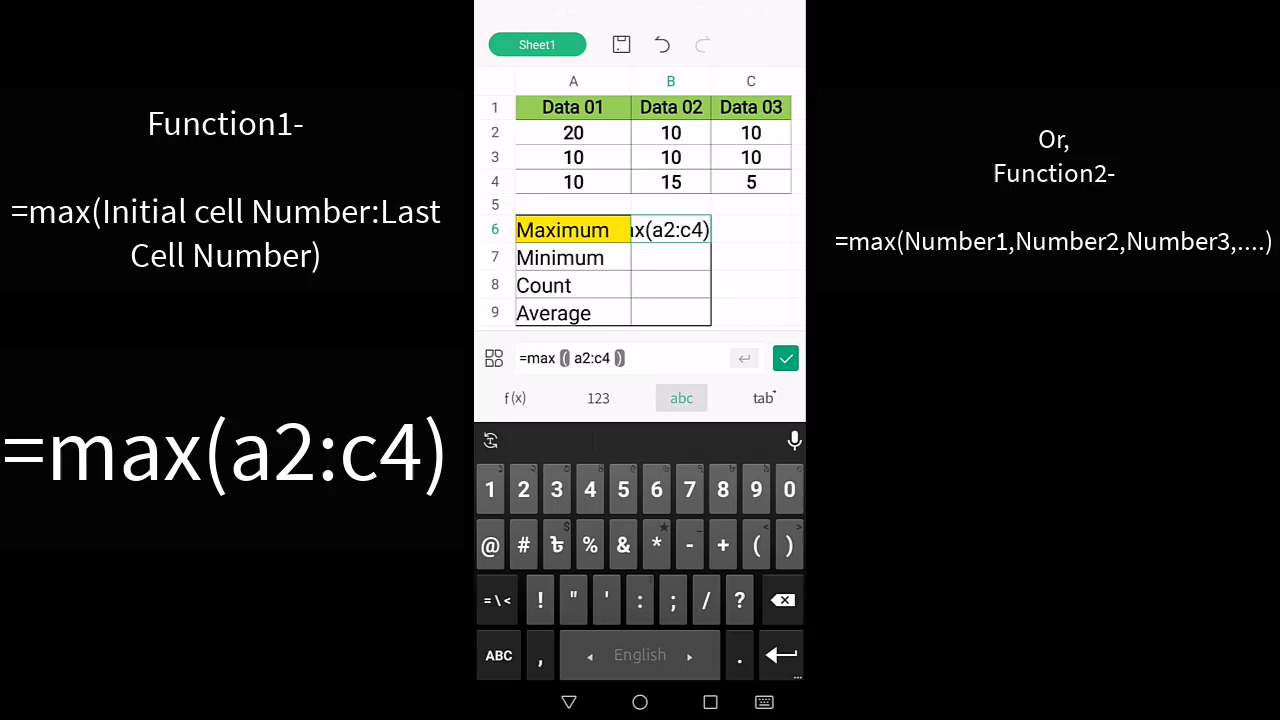 Function1-
=max(Initial cell Number:Last
Cell Number)
=max(a2:c4)
Sheet1
A B C
1 Data 01 Data 02 Data 03
2 20 10 10
3 10 10 10
4 10 15 5
5
6 Maximum x(a2:c4)
7 Minimum
8 Count
9 Average
=max ( a2:c4 )
f(x) 123 abc tab
1 2 3 4 5 6 7 8 9 0
@ # ৳ % & * - + ( )
=\< ! " ' : ; / ?
ABC , English .
Or,
Function2-
=max(Number1,Number2,Number3,....)